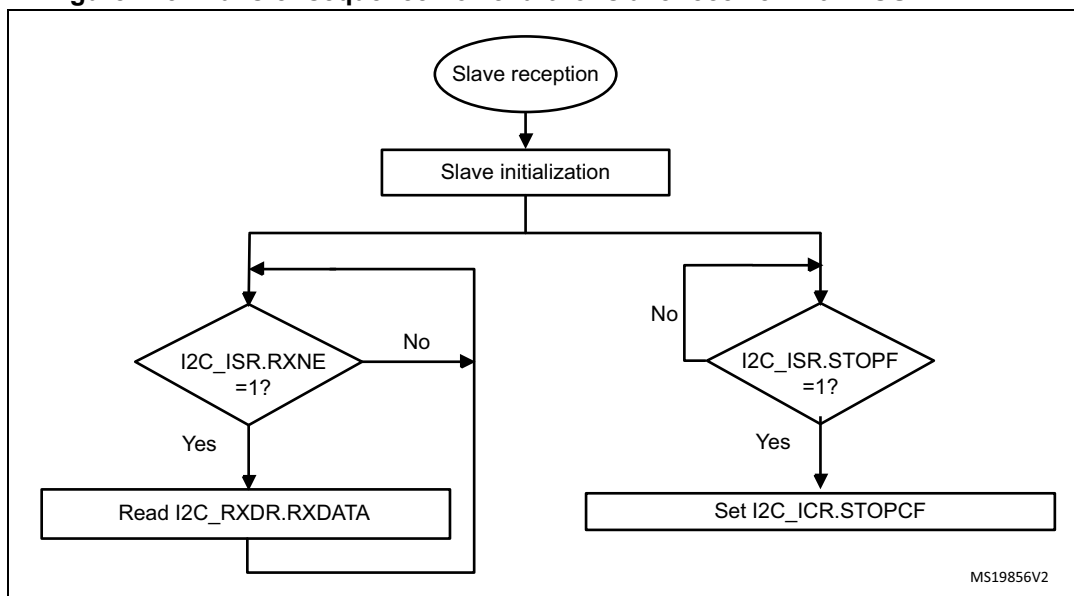 Slave reception
Slave initialization
No
No
I2C_ISR.RXNE
=1?
I2C_ISR.STOPF
=1?
Yes
Yes
Read I2C_RXDR.RXDATA
Set I2C_ICR.STOPCF
MS19856V2